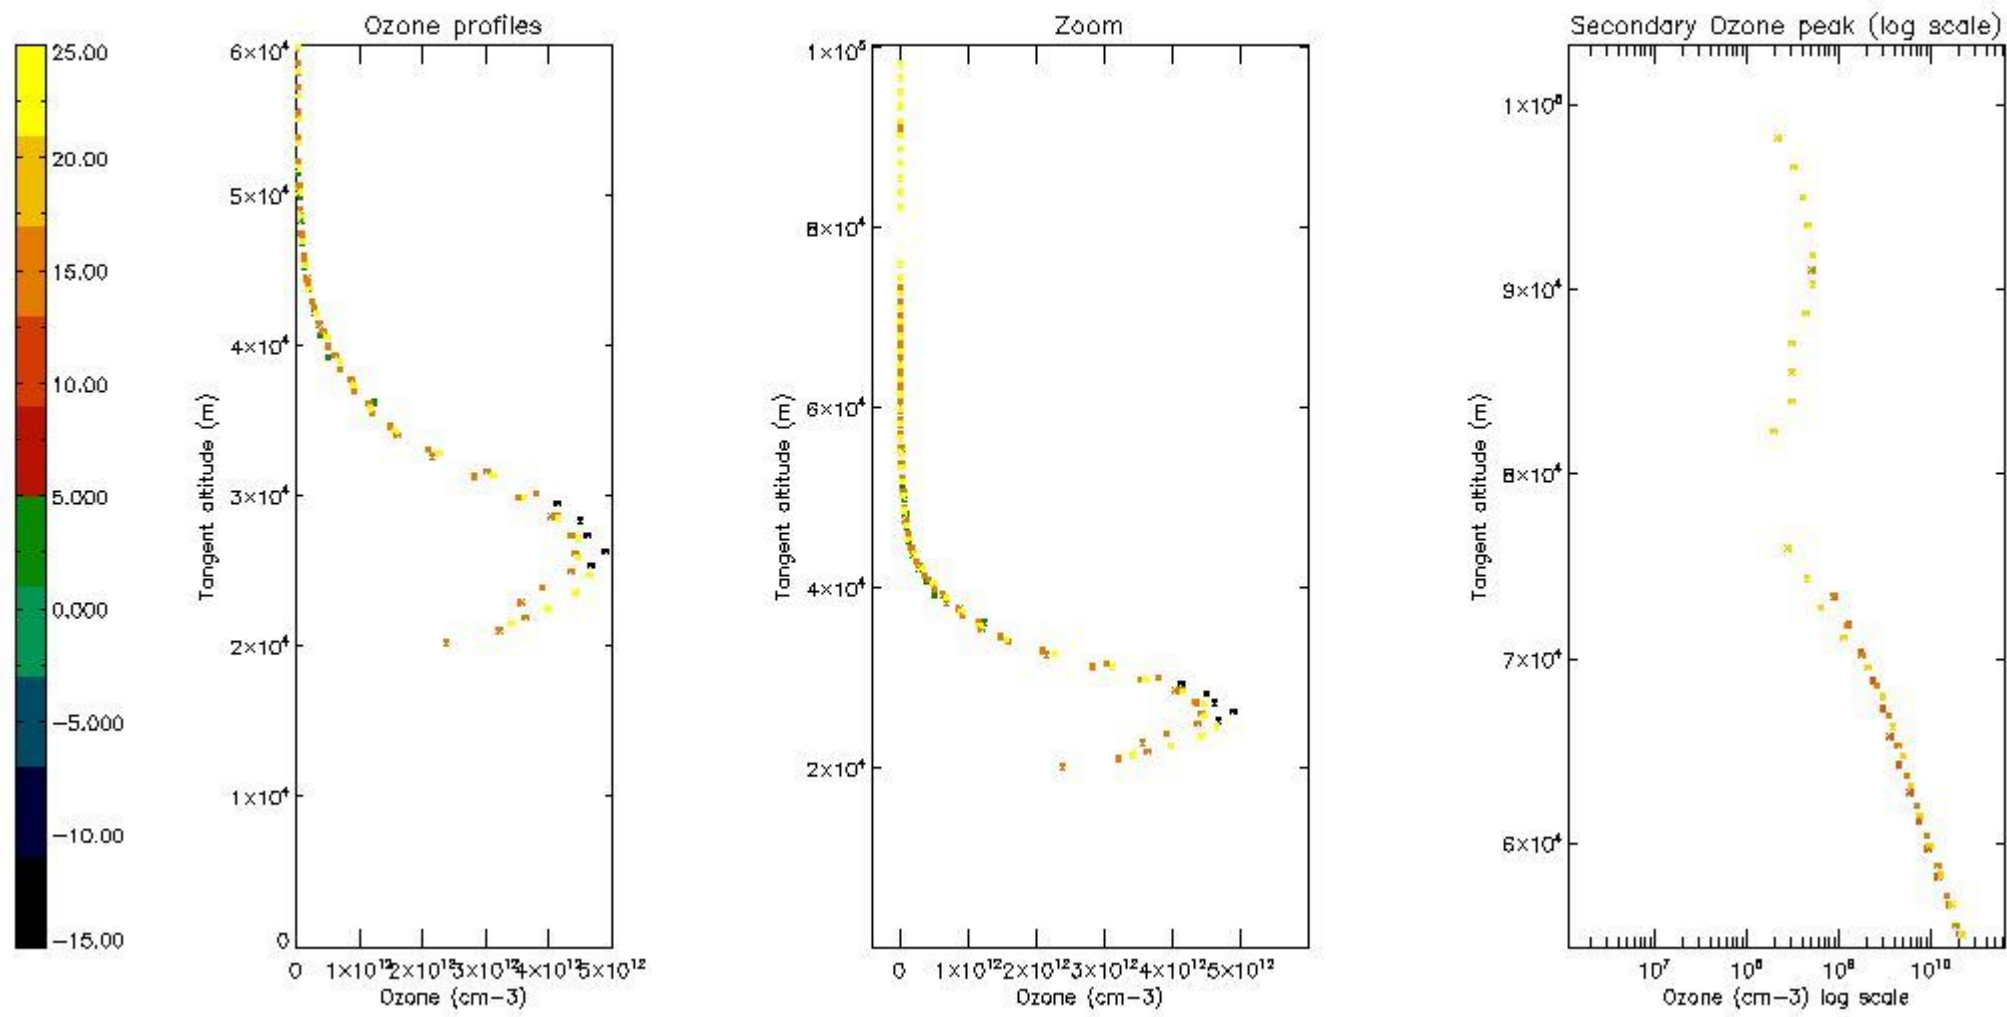 Ozone profiles
Zoom
Secondary Ozone peak (log scale)
25.00
20.00
15.00
10.00
5.000
0.000
−5.000
−10.00
−15.00
6×10⁴
5×10⁴
4×10⁴
3×10⁴
2×10⁴
1×10⁴
0
Tangent altitude (m)
0 1×10¹² 2×10¹² 3×10¹² 4×10¹² 5×10¹²
Ozone (cm−3)
1×10⁵
8×10⁴
6×10⁴
4×10⁴
2×10⁴
Tangent altitude (m)
0 1×10¹² 2×10¹² 3×10¹² 4×10¹² 5×10¹²
Ozone (cm−3)
1×10⁵
9×10⁴
8×10⁴
7×10⁴
6×10⁴
Tangent altitude (m)
10⁷ 10⁸ 10⁹ 10¹⁰
Ozone (cm−3) log scale